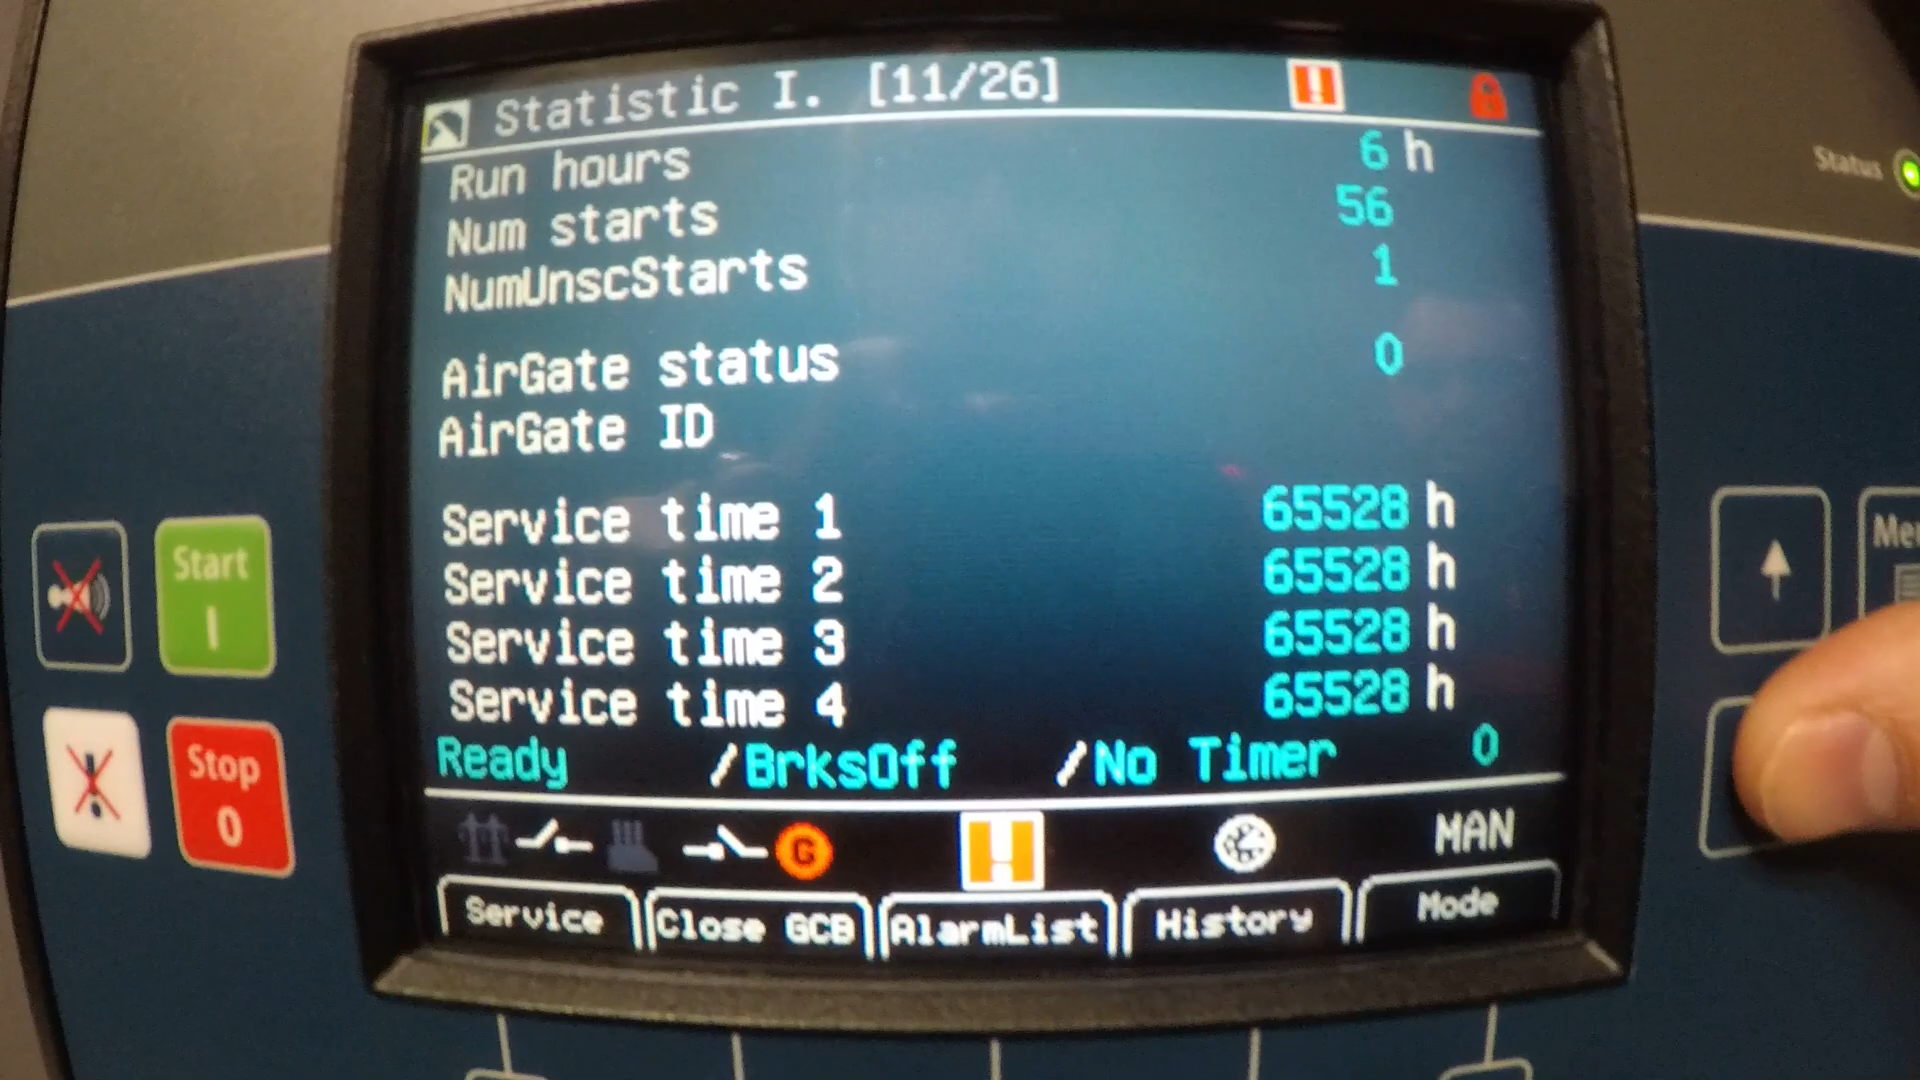 Statistic I. [11/26]
Status
Run hours 6 h
Num starts 56
NumUnscStarts 1
AirGate status 0
AirGate ID
Service time 1 65528 h
Service time 2 65528 h
Service time 3 65528 h
Service time 4 65528 h
Ready /BrksOff /No Timer 0
G MAN
Service Close GCB AlarmList History Mode
Start
I
Stop
0